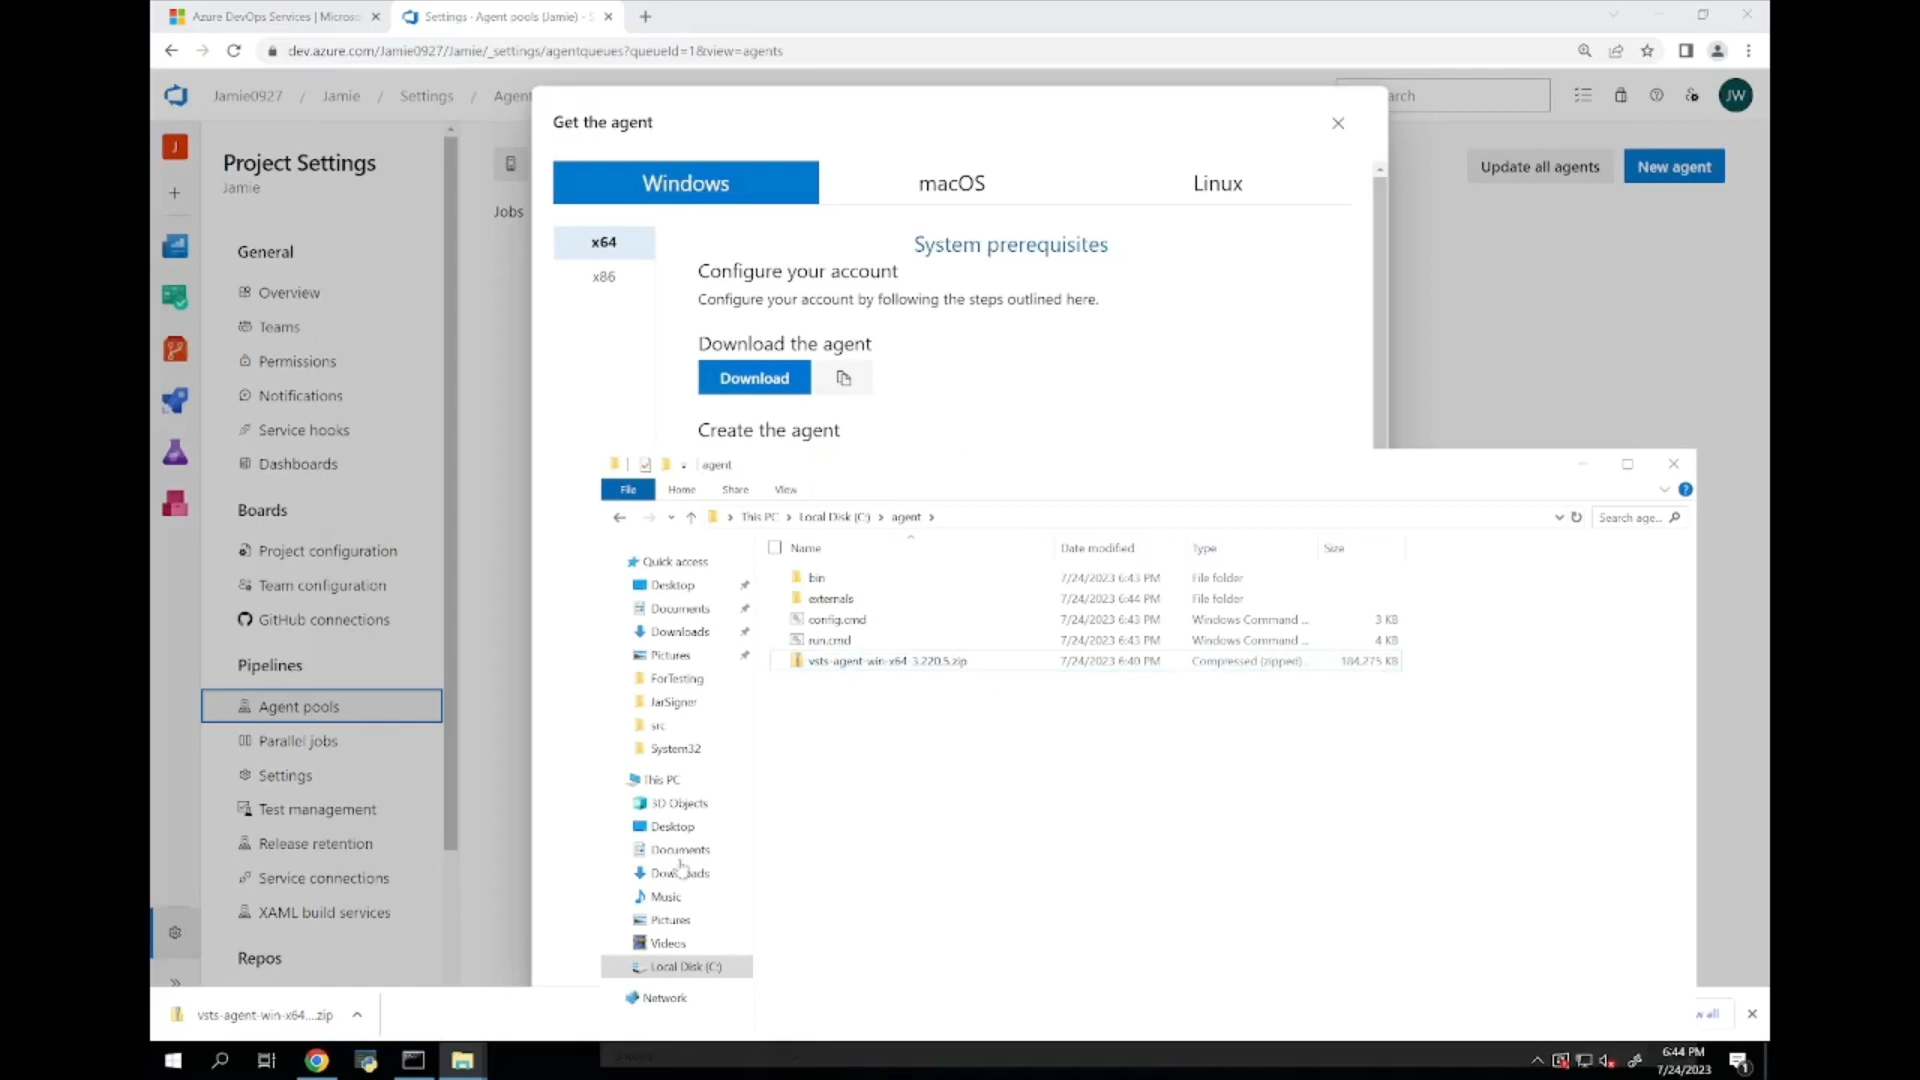 Azure DevOps Services | Microso
Settings · Agent pools (Jamie) - S
dev.azure.com/Jamie0927/Jamie/_settings/agentqueues?queueId=1&view=agents
Jamie0927 / Jamie / Settings / Agent
arch
JW
J
Project Settings
Jamie
General
Overview
Teams
Permissions
Notifications
Service hooks
Dashboards
Boards
Project configuration
Team configuration
GitHub connections
Pipelines
Agent pools
Parallel jobs
Settings
Test management
Release retention
Service connections
XAML build services
Repos
Jobs
Update all agents
New agent
Get the agent
Windows
macOS
Linux
x64
x86
System prerequisites
Configure your account
Configure your account by following the steps outlined here.
Download the agent
Download
Create the agent
agent
File
Home
Share
View
This PC
Local Disk (C:)
agent
Search age...
Name
Date modified
Type
Size
bin
7/24/2023 6:43 PM
File folder
externals
7/24/2023 6:44 PM
File folder
config.cmd
7/24/2023 6:43 PM
Windows Command ...
3 KB
run.cmd
7/24/2023 6:43 PM
Windows Command ...
4 KB
vsts-agent-win-x64-3.220.5.zip
7/24/2023 6:40 PM
Compressed (zipped)...
184,275 KB
Quick access
Desktop
Documents
Downloads
Pictures
ForTesting
JarSigner
src
System32
This PC
3D Objects
Desktop
Documents
Downloads
Music
Pictures
Videos
Local Disk (C:)
Network
vsts-agent-win-x64....zip
w all
6:44 PM
7/24/2023
1